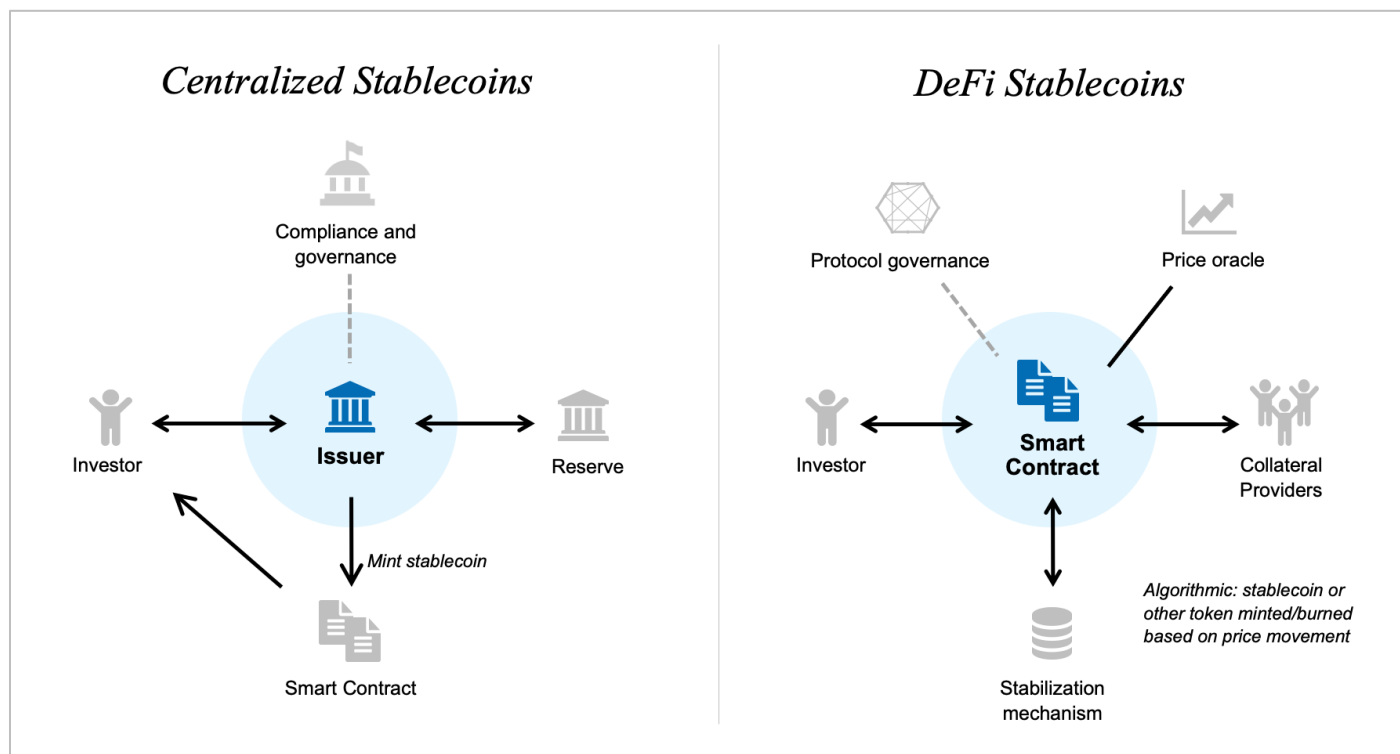 Centralized Stablecoins
Compliance and
governance
Investor
Issuer
Reserve
Mint stablecoin
Smart Contract
DeFi Stablecoins
Protocol governance
Price oracle
Investor
Smart
Contract
Collateral
Providers
Algorithmic: stablecoin or
other token minted/burned
based on price movement
Stabilization
mechanism